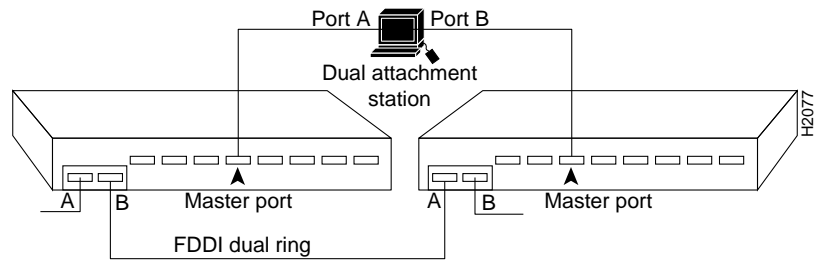 Port A Port B
Dual attachment
station
H2077
Master port
Master port
A B
A B
FDDI dual ring